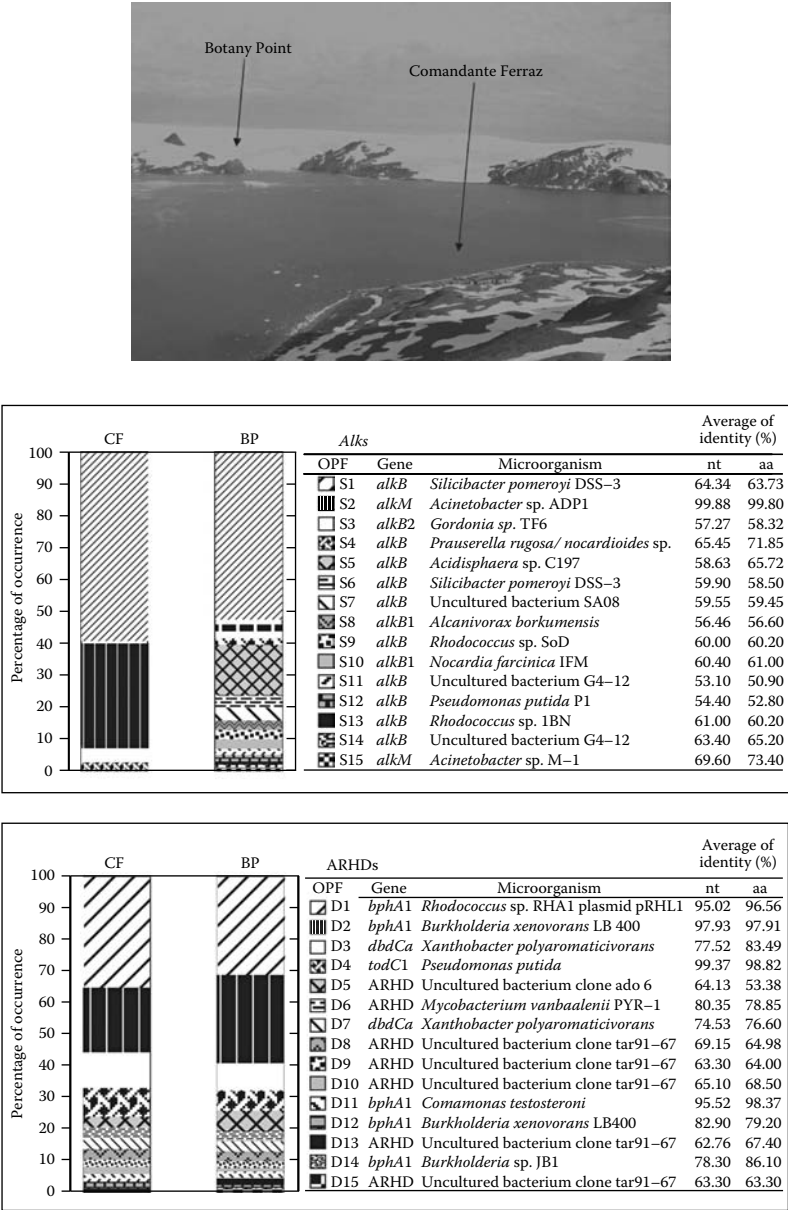 Botany Point
Comandante Ferraz
CF BP Alks Average of identity (%)
OPF Gene Microorganism nt aa
S1 alkB Silicibacter pomeroyi DSS–3 64.34 63.73
S2 alkM Acinetobacter sp. ADP1 99.88 99.80
S3 alkB2 Gordonia sp. TF6 57.27 58.32
S4 alkB Prauserella rugosa/ nocardioides sp. 65.45 71.85
S5 alkB Acidisphaera sp. C197 58.63 65.72
S6 alkB Silicibacter pomeroyi DSS–3 59.90 58.50
S7 alkB Uncultured bacterium SA08 59.55 59.45
S8 alkB1 Alcanivorax borkumensis 56.46 56.60
S9 alkB Rhodococcus sp. SoD 60.00 60.20
S10 alkB1 Nocardia farcinica IFM 60.40 61.00
S11 alkB Uncultured bacterium G4–12 53.10 50.90
S12 alkB Pseudomonas putida P1 54.40 52.80
S13 alkB Rhodococcus sp. 1BN 61.00 60.20
S14 alkB Uncultured bacterium G4–12 63.40 65.20
S15 alkM Acinetobacter sp. M–1 69.60 73.40
Percentage of occurrence
100
90
80
70
60
50
40
30
20
10
0
CF BP ARHDs Average of identity (%)
OPF Gene Microorganism nt aa
D1 bphA1 Rhodococcus sp. RHA1 plasmid pRHL1 95.02 96.56
D2 bphA1 Burkholderia xenovorans LB 400 97.93 97.91
D3 dbdCa Xanthobacter polyaromaticivorans 77.52 83.49
D4 todC1 Pseudomonas putida 99.37 98.82
D5 ARHD Uncultured bacterium clone ado 6 64.13 53.38
D6 ARHD Mycobacterium vanbaalenii PYR–1 80.35 78.85
D7 dbdCa Xanthobacter polyaromaticivorans 74.53 76.60
D8 ARHD Uncultured bacterium clone tar91–67 69.15 64.98
D9 ARHD Uncultured bacterium clone tar91–67 63.30 64.00
D10 ARHD Uncultured bacterium clone tar91–67 65.10 68.50
D11 bphA1 Comamonas testosteroni 95.52 98.37
D12 bphA1 Burkholderia xenovorans LB400 82.90 79.20
D13 ARHD Uncultured bacterium clone tar91–67 62.76 67.40
D14 bphA1 Burkholderia sp. JB1 78.30 86.10
D15 ARHD Uncultured bacterium clone tar91–67 63.30 63.30
Percentage of occurrence
100
90
80
70
60
50
40
30
20
10
0